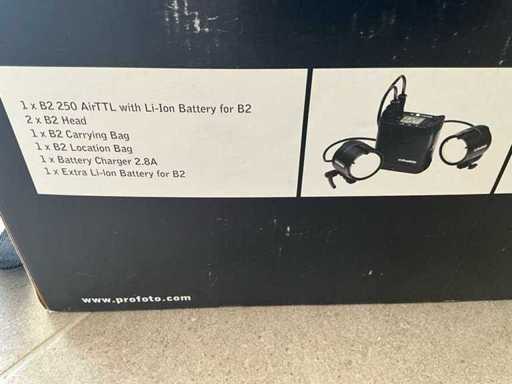 1 x B2 250 AirTTL with Li-Ion Battery for B2
2 x B2 Head
1 x B2 Carrying Bag
1 x B2 Location Bag
1 x Battery Charger 2.8A
1 x Extra Li-Ion Battery for B2
www.profoto.com